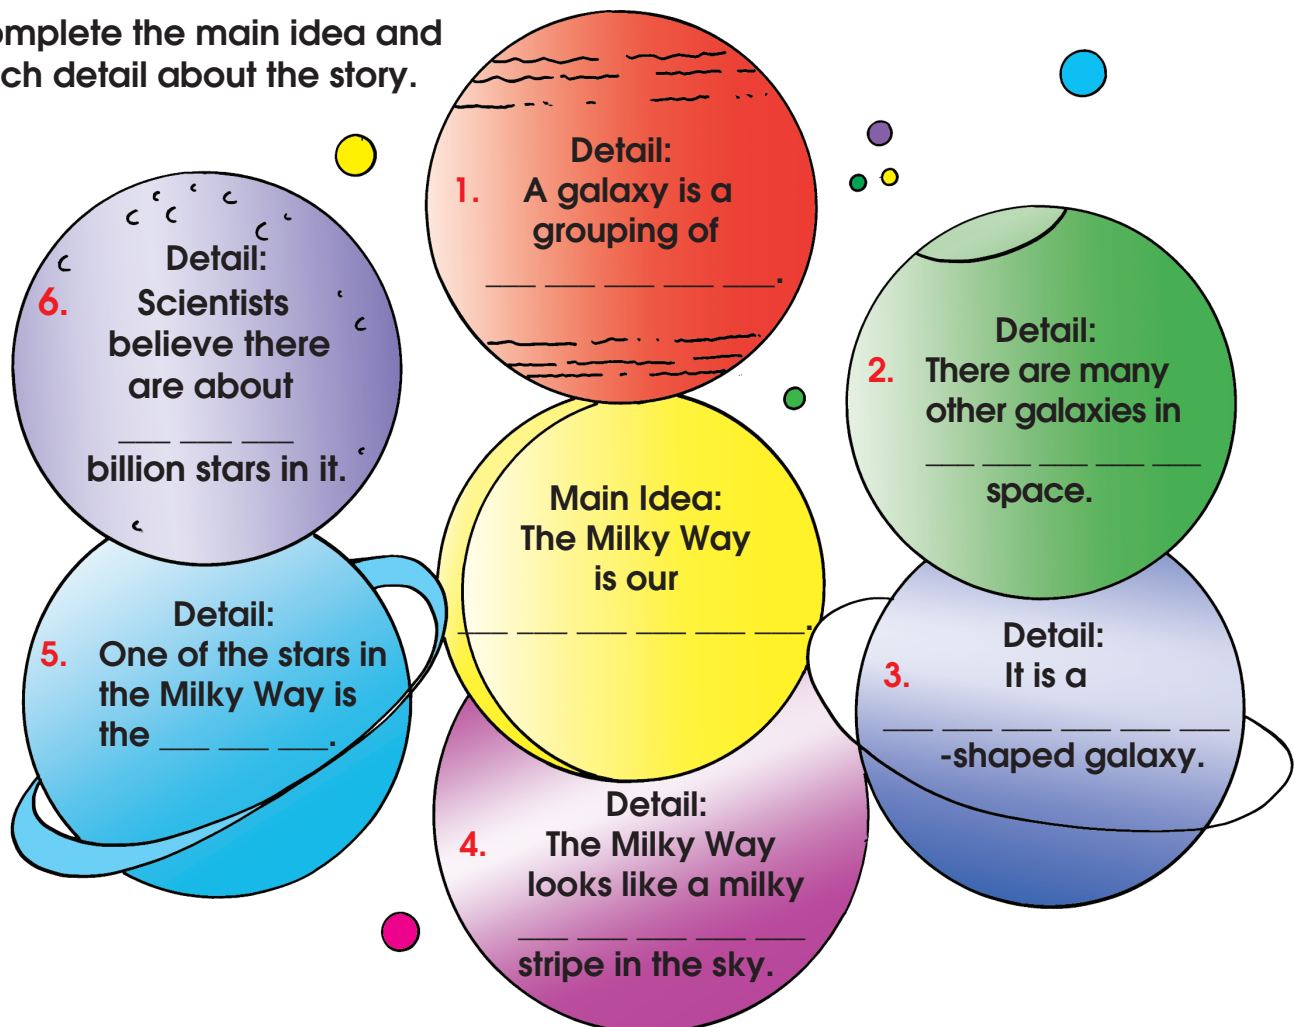 omplete the main idea and
ch detail about the story.
Detail:
1. A galaxy is a
grouping of
___ ___ ___ ___ ___.
Detail:
2. There are many
other galaxies in
___ ___ ___ ___ ___
space.
Detail:
3. It is a
___ ___ ___ ___ ___ ___
-shaped galaxy.
Detail:
4. The Milky Way
looks like a milky
___ ___ ___ ___ ___
stripe in the sky.
Detail:
5. One of the stars in
the Milky Way is
the ___ ___ ___.
Detail:
6. Scientists
believe there
are about
___ ___ ___
billion stars in it.
Main Idea:
The Milky Way
is our
___ ___ ___ ___ ___ ___.